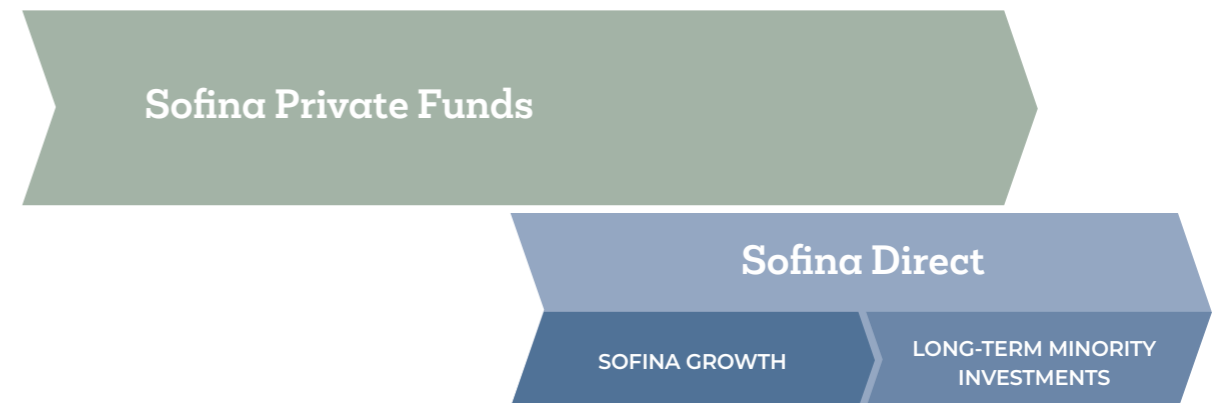 Sofina Private Funds
Sofina Direct
SOFINA GROWTH
LONG-TERM MINORITY
INVESTMENTS